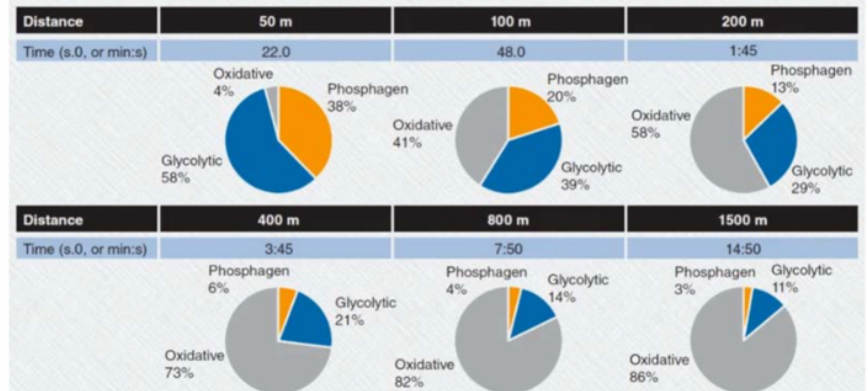 Distance 50 m 100 m 200 m
Time (s.0, or min:s) 22.0 48.0 1:45
Oxidative
4%
Phosphagen
38%
Glycolytic
58%
Phosphagen
20%
Oxidative
41%
Glycolytic
39%
Phosphagen
13%
Oxidative
58%
Glycolytic
29%
Distance 400 m 800 m 1500 m
Time (s.0, or min:s) 3:45 7:50 14:50
Phosphagen
6%
Glycolytic
21%
Oxidative
73%
Phosphagen
4%
Glycolytic
14%
Oxidative
82%
Phosphagen
3%
Glycolytic
11%
Oxidative
86%